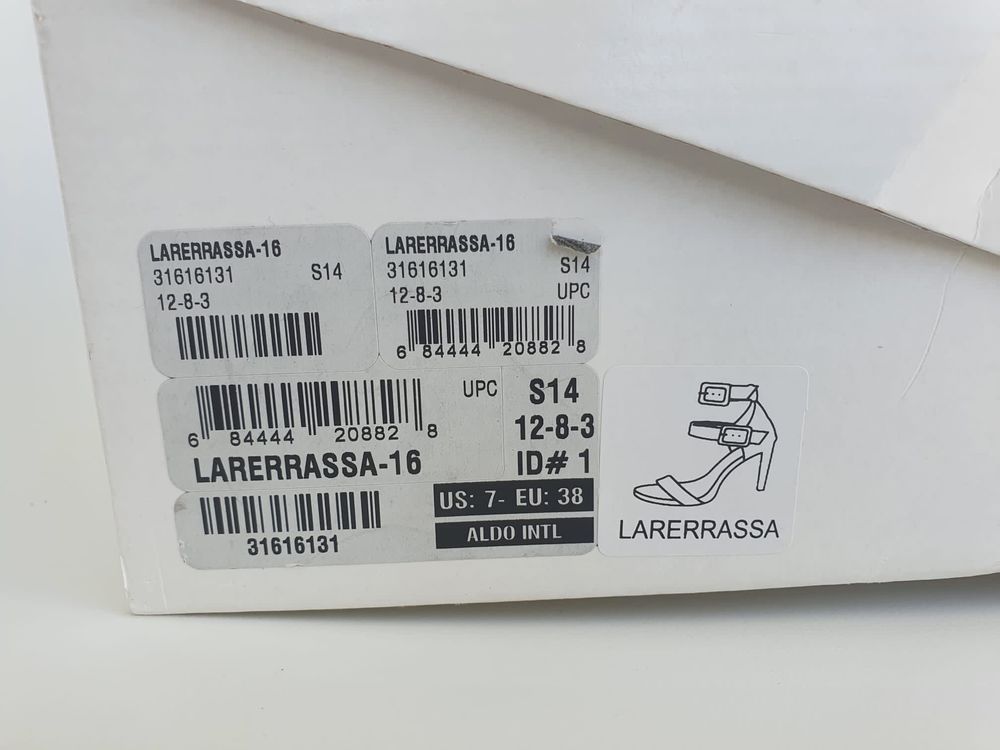 LARERRASSA-16
31616131 S14
12-8-3
LARERRASSA-16
31616131 S14
12-8-3 UPC
6 84444 20882 8
UPC
6 84444 20882 8
LARERRASSA-16
S14
12-8-3
ID# 1
31616131
US: 7- EU: 38
ALDO INTL
LARERRASSA